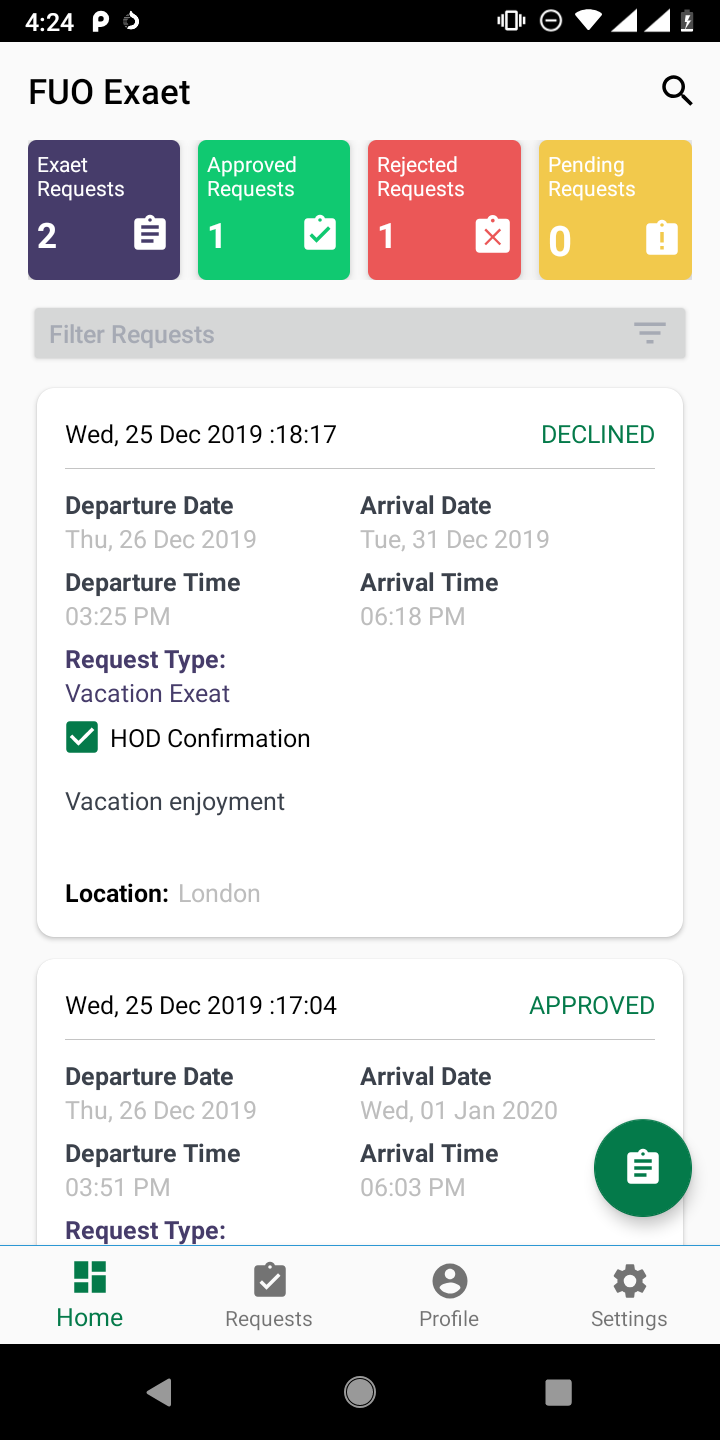 4:24
FUO Exaet
Exaet
Requests
2
Approved
Requests
1
Rejected
Requests
1
Pending
Requests
0
Filter Requests
Wed, 25 Dec 2019 :18:17 DECLINED
Departure Date Arrival Date
Thu, 26 Dec 2019 Tue, 31 Dec 2019
Departure Time Arrival Time
03:25 PM 06:18 PM
Request Type:
Vacation Exeat
HOD Confirmation
Vacation enjoyment
Location: London
Wed, 25 Dec 2019 :17:04 APPROVED
Departure Date Arrival Date
Thu, 26 Dec 2019 Wed, 01 Jan 2020
Departure Time Arrival Time
03:51 PM 06:03 PM
Request Type:
Home Requests Profile Settings